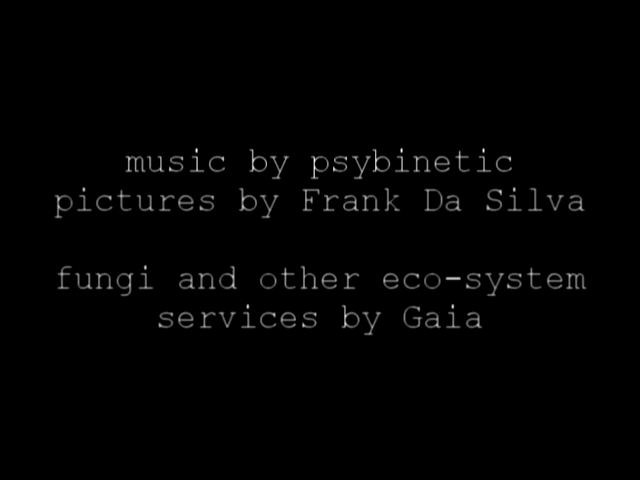 music by psybinetic
pictures by Frank Da Silva
fungi and other eco-system
services by Gaia